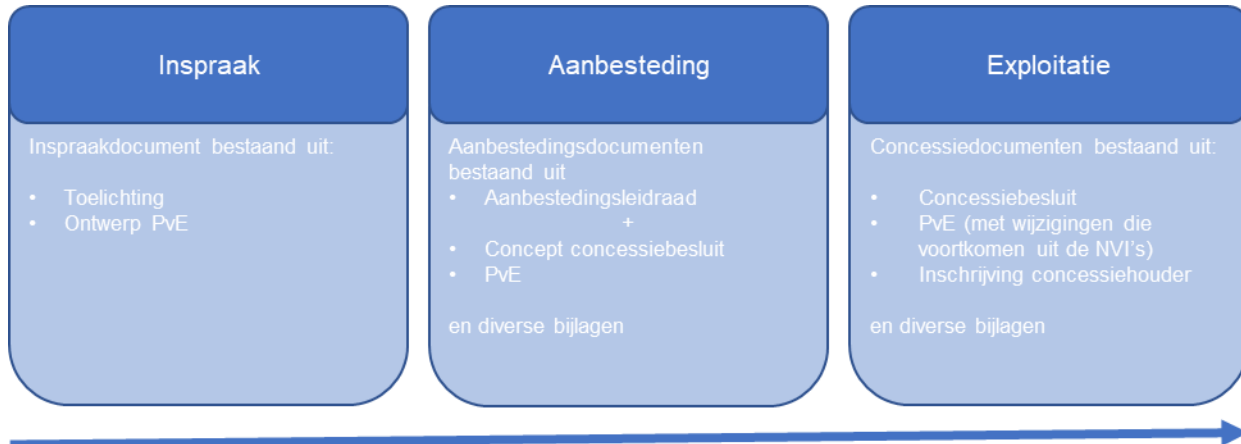 Inspraak
Inspraakdocument bestaand uit:
• Toelichting
• Ontwerp PvE
Aanbesteding
Aanbestedingsdocumenten
bestaand uit
• Aanbestedingsleidraad
+
• Concept concessiebesluit
• PvE
en diverse bijlagen
Exploitatie
Concessiedocumenten bestaand uit:
• Concessiebesluit
• PvE (met wijzigingen die
voortkomen uit de NVI's)
• Inschrijving concessiehouder
en diverse bijlagen